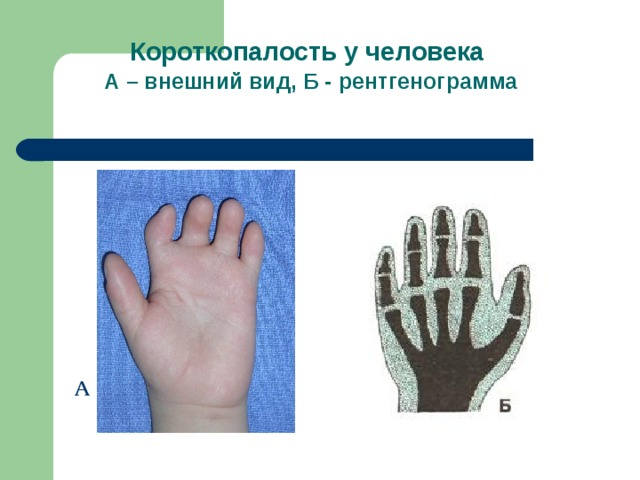 Короткопалость у человека
А – внешний вид, Б - рентгенограмма
А
Б